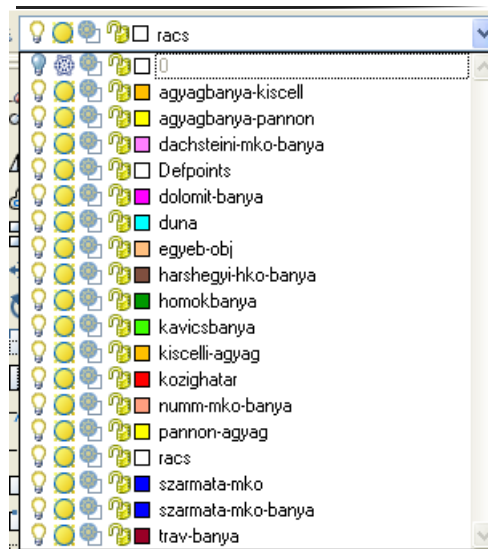 racs
0
agyagbanya-kiscell
agyagbanya-pannon
dachsteini-mko-banya
Defpoints
dolomit-banya
duna
egyeb-obj
harshegyi-hko-banya
homokbanya
kavicsbanya
kiscelli-agyag
kozighatar
numm-mko-banya
pannon-agyag
racs
szarmata-mko
szarmata-mko-banya
trav-banya